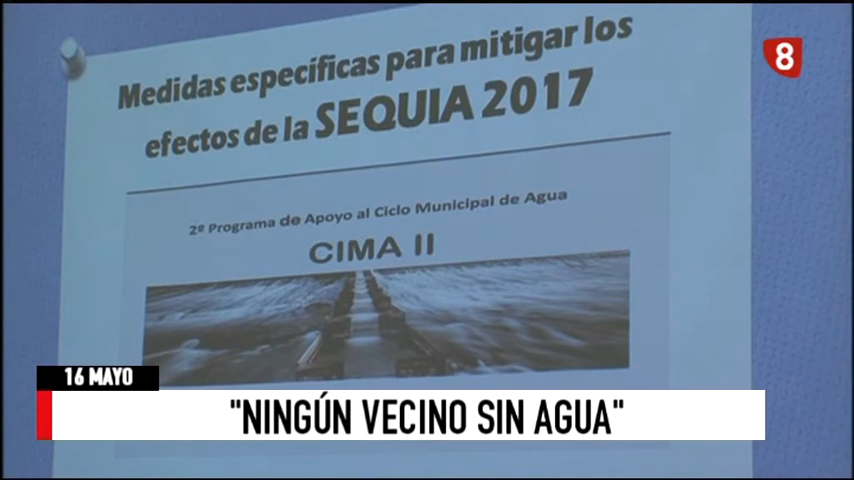 Medidas específicas para mitigar los
efectos de la SEQUIA 2017
8
2º Programa de Apoyo al Ciclo Municipal de Agua
CIMA II
16 MAYO
"NINGÚN VECINO SIN AGUA"